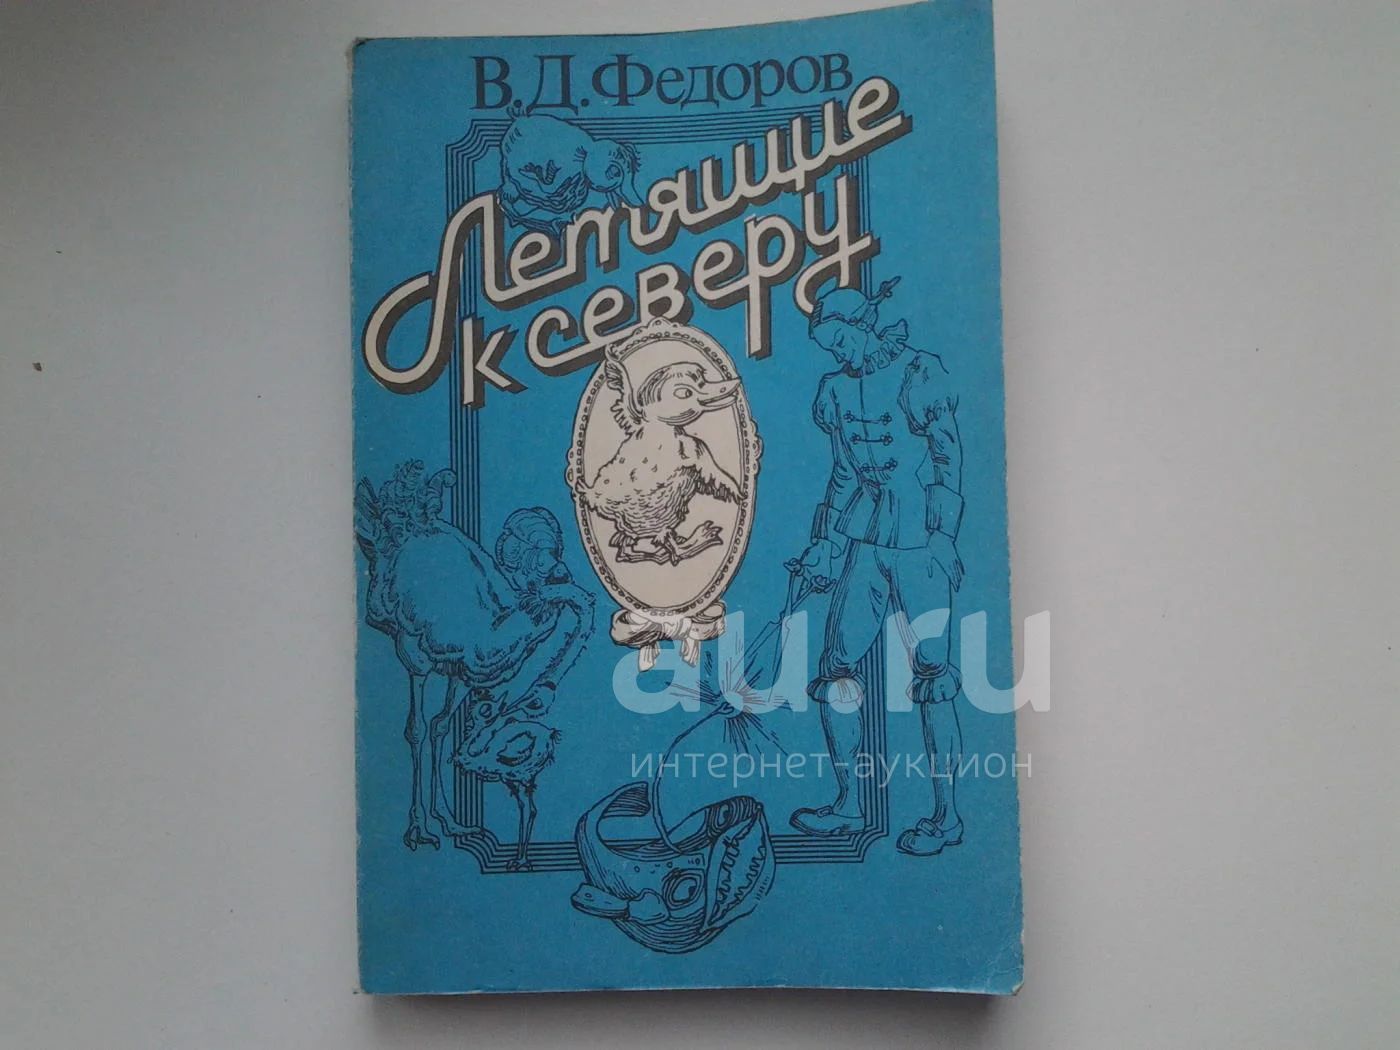 В.Д.Федоров
Летящие
к северу
au.ru
интернет-аукцион